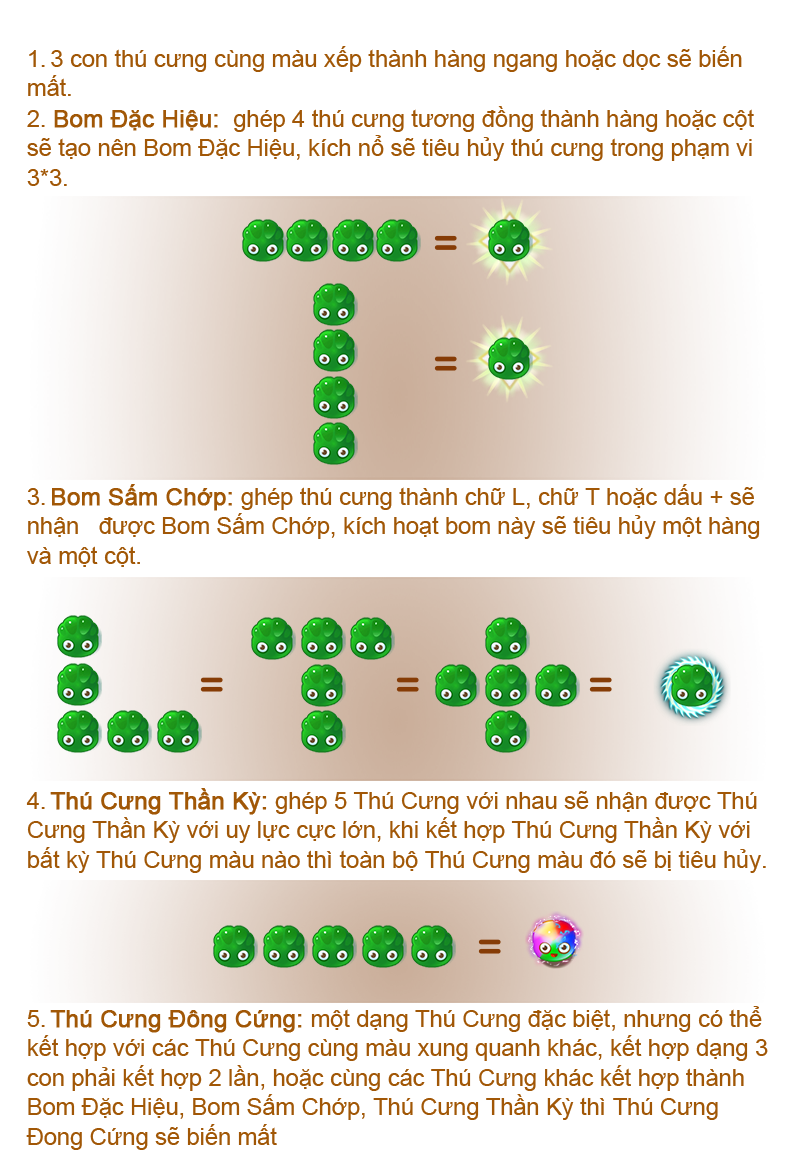 1. 3 con thú cưng cùng màu xếp thành hàng ngang hoặc dọc sẽ biến
mất.
2. Bom Đặc Hiệu: ghép 4 thú cưng tương đồng thành hàng hoặc cột
sẽ tạo nên Bom Đặc Hiệu, kích nổ sẽ tiêu hủy thú cưng trong phạm vi
3*3.
=
=
3. Bom Sấm Chớp: ghép thú cưng thành chữ L, chữ T hoặc dấu + sẽ
nhận được Bom Sấm Chớp, kích hoạt bom này sẽ tiêu hủy một hàng
và một cột.
= = =
4. Thú Cưng Thần Kỳ: ghép 5 Thú Cưng với nhau sẽ nhận được Thú
Cưng Thần Kỳ với uy lực cực lớn, khi kết hợp Thú Cưng Thần Kỳ với
bất kỳ Thú Cưng màu nào thì toàn bộ Thú Cưng màu đó sẽ bị tiêu hủy.
=
5. Thú Cưng Đông Cứng: một dạng Thú Cưng đặc biệt, nhưng có thể
kết hợp với các Thú Cưng cùng màu xung quanh khác, kết hợp dạng 3
con phải kết hợp 2 lần, hoặc cùng các Thú Cưng khác kết hợp thành
Bom Đặc Hiệu, Bom Sấm Chớp, Thú Cưng Thần Kỳ thì Thú Cưng
Đong Cứng sẽ biến mất